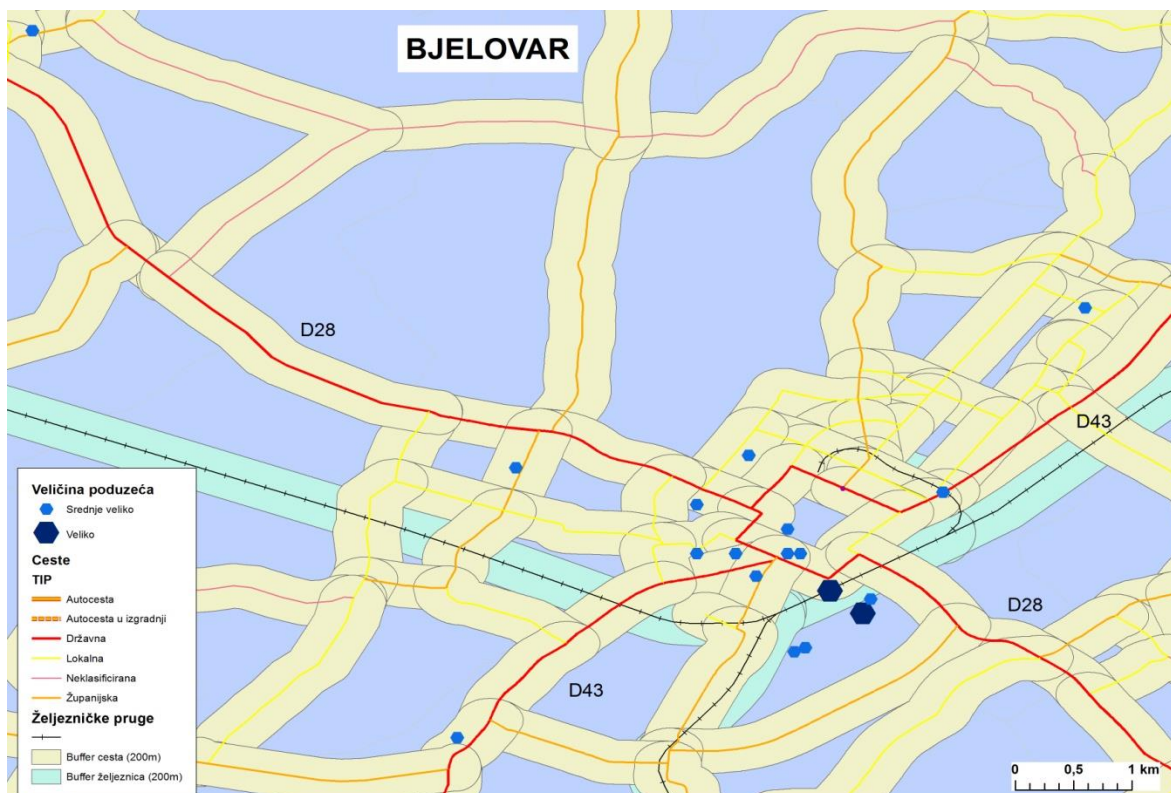 BJELOVAR
D28
D43
D28
D43
Veličina poduzeća
Srednje veliko
Veliko
Ceste
TIP
Autocesta
Autocesta u izgradnji
Državna
Lokalna
Neklasificirana
Županijska
Željezničke pruge
Buffer cesta (200m)
Buffer željeznica (200m)
0 0,5 1 km